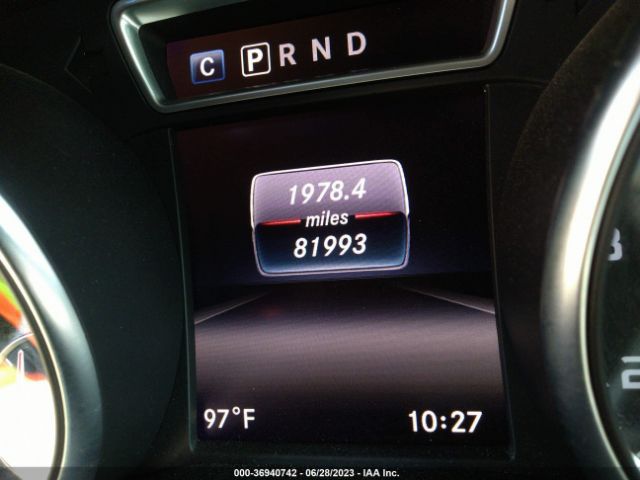 C P R N D
1978.4
miles
81993
97°F 10:27
000-36940742 - 06/28/2023 - IAA Inc.